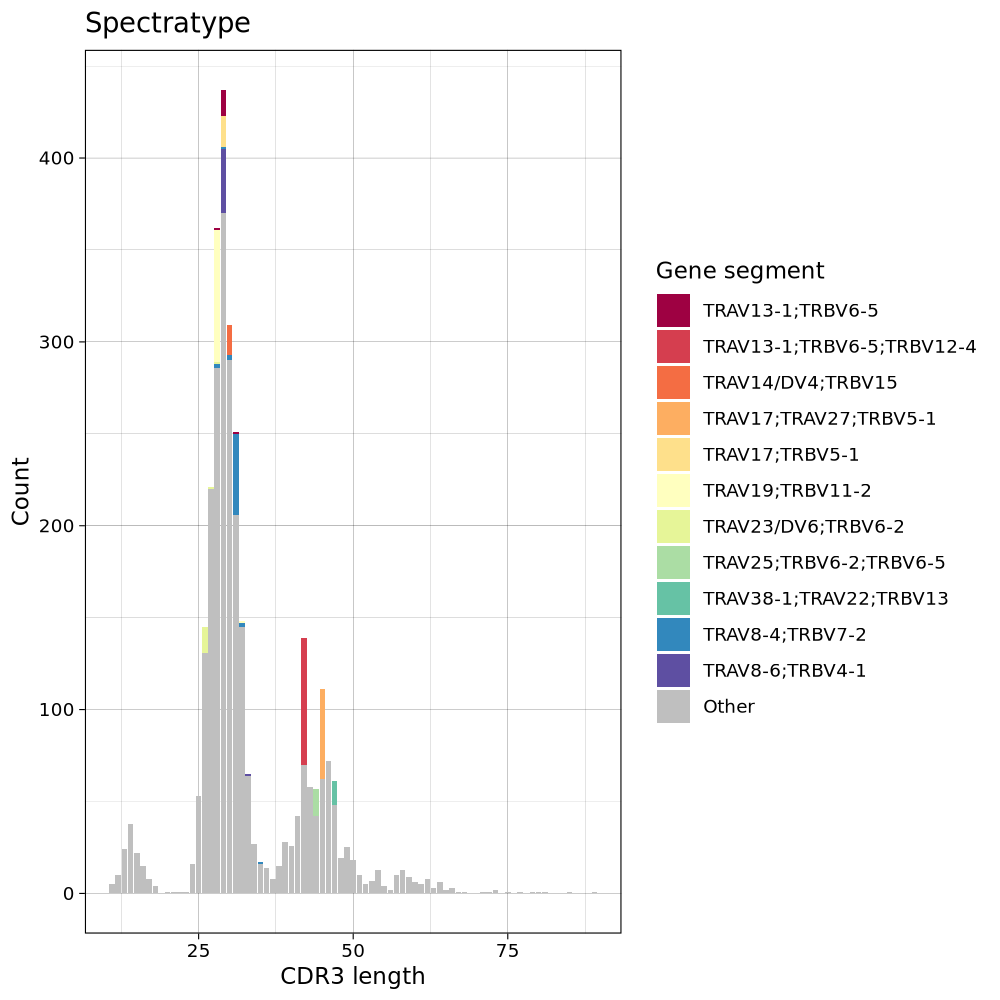 Spectratype
400
300
200
100
0
Count
25
50
75
CDR3 length
Gene segment
TRAV13-1;TRBV6-5
TRAV13-1;TRBV6-5;TRBV12-4
TRAV14/DV4;TRBV15
TRAV17;TRAV27;TRBV5-1
TRAV17;TRBV5-1
TRAV19;TRBV11-2
TRAV23/DV6;TRBV6-2
TRAV25;TRBV6-2;TRBV6-5
TRAV38-1;TRAV22;TRBV13
TRAV8-4;TRBV7-2
TRAV8-6;TRBV4-1
Other